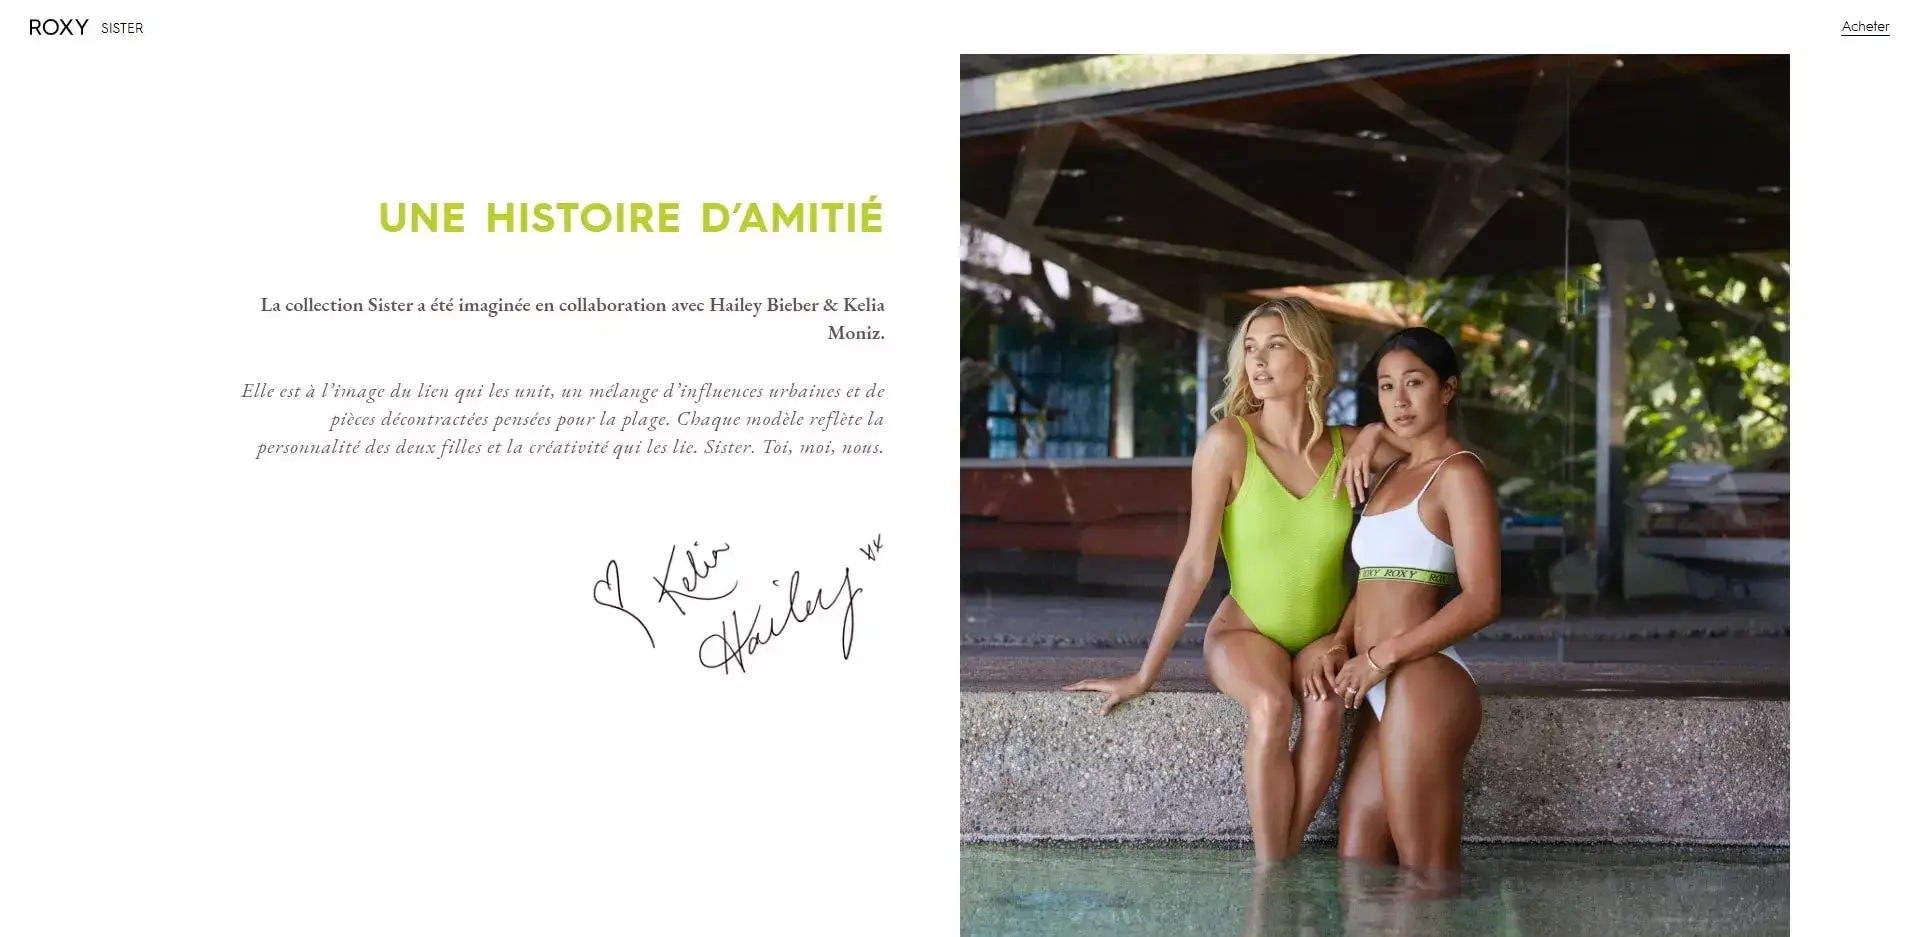 ROXY SISTER
Acheter
UNE HISTOIRE D’AMITIÉ
La collection Sister a été imaginée en collaboration avec Hailey Bieber & Kelia
Moniz.
Elle est à l’image du lien qui les unit, un mélange d’influences urbaines et de
pièces décontractées pensées pour la plage. Chaque modèle reflète la
personnalité des deux filles et la créativité qui les lie. Sister. Toi, moi, nous.
Kelia
Hailey xx
ROXY ROXY ROXY